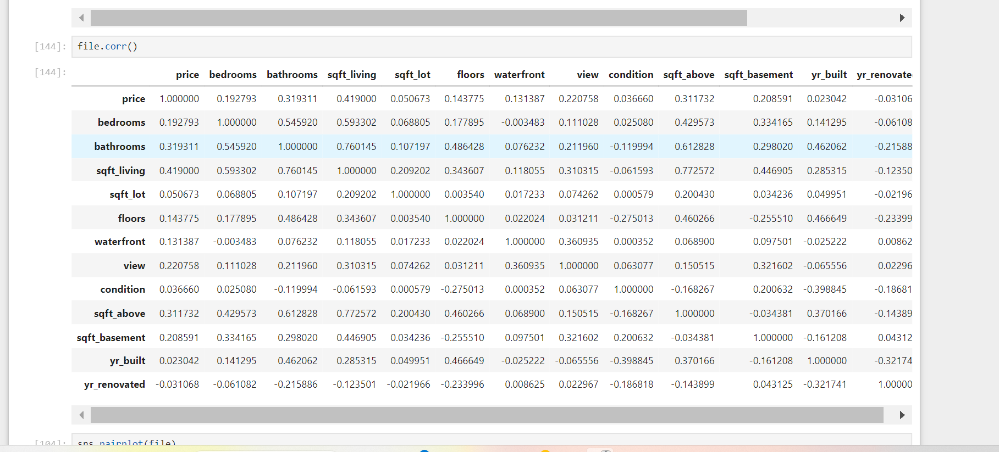 [144]: file.corr()
[144]: price bedrooms bathrooms sqft_living sqft_lot floors waterfront view condition sqft_above sqft_basement yr_built yr_renovate
price 1.000000 0.192793 0.319311 0.419000 0.050673 0.143775 0.131387 0.220758 0.036660 0.311732 0.208591 0.023042 -0.03106
bedrooms 0.192793 1.000000 0.545920 0.593302 0.068805 0.177895 -0.003483 0.111028 0.025080 0.429573 0.334165 0.141295 -0.06108
bathrooms 0.319311 0.545920 1.000000 0.760145 0.107197 0.486428 0.076232 0.211960 -0.119994 0.612828 0.298020 0.462062 -0.21588
sqft_living 0.419000 0.593302 0.760145 1.000000 0.209202 0.343607 0.118055 0.310315 -0.061593 0.772572 0.446905 0.285315 -0.12350
sqft_lot 0.050673 0.068805 0.107197 0.209202 1.000000 0.003540 0.017233 0.074262 0.000579 0.200430 0.034236 0.049951 -0.02196
floors 0.143775 0.177895 0.486428 0.343607 0.003540 1.000000 0.022024 0.031211 -0.275013 0.460266 -0.255510 0.466649 -0.23399
waterfront 0.131387 -0.003483 0.076232 0.118055 0.017233 0.022024 1.000000 0.360935 0.000352 0.068900 0.097501 -0.025222 0.00862
view 0.220758 0.111028 0.211960 0.310315 0.074262 0.031211 0.360935 1.000000 0.063077 0.150515 0.321602 -0.065556 0.02296
condition 0.036660 0.025080 -0.119994 -0.061593 0.000579 -0.275013 0.000352 0.063077 1.000000 -0.168267 0.200632 -0.398845 -0.18681
sqft_above 0.311732 0.429573 0.612828 0.772572 0.200430 0.460266 0.068900 0.150515 -0.168267 1.000000 -0.034381 0.370166 -0.14389
sqft_basement 0.208591 0.334165 0.298020 0.446905 0.034236 -0.255510 0.097501 0.321602 0.200632 -0.034381 1.000000 -0.161208 0.04312
yr_built 0.023042 0.141295 0.462062 0.285315 0.049951 0.466649 -0.025222 -0.065556 -0.398845 0.370166 -0.161208 1.000000 -0.32174
yr_renovated -0.031068 -0.061082 -0.215886 -0.123501 -0.021966 -0.233996 0.008625 0.022967 -0.186818 -0.143899 0.043125 -0.321741 1.00000
[104]: sns.pairplot(file)